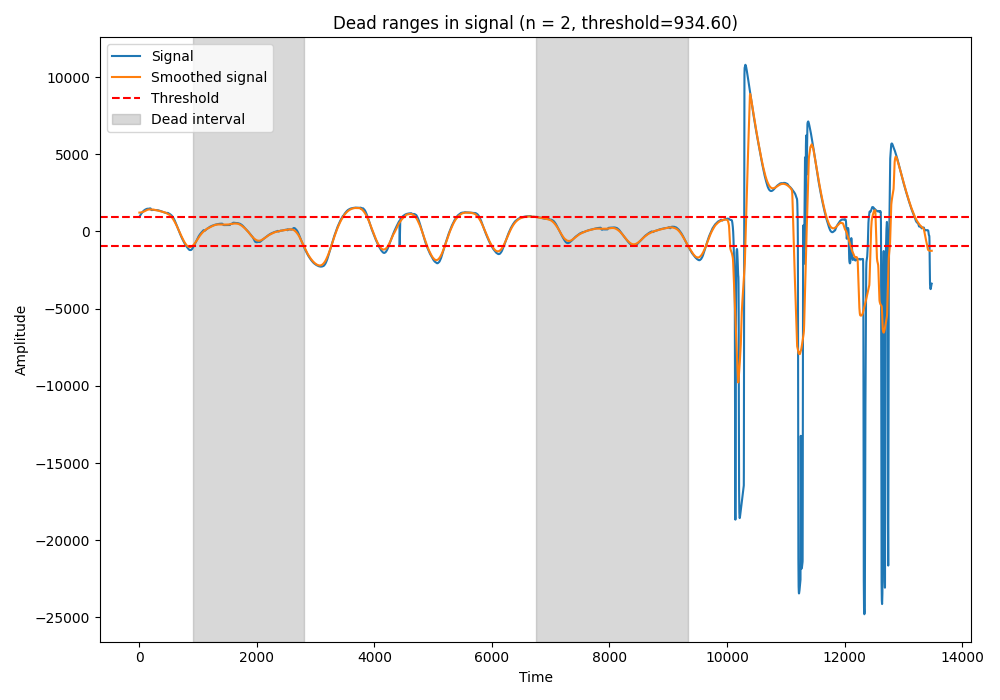 Dead ranges in signal (n = 2, threshold=934.60)
Signal
Smoothed signal
Threshold
Dead interval
10000
5000
0
−5000
−10000
−15000
−20000
−25000
Amplitude
0 2000 4000 6000 8000 10000 12000 14000
Time